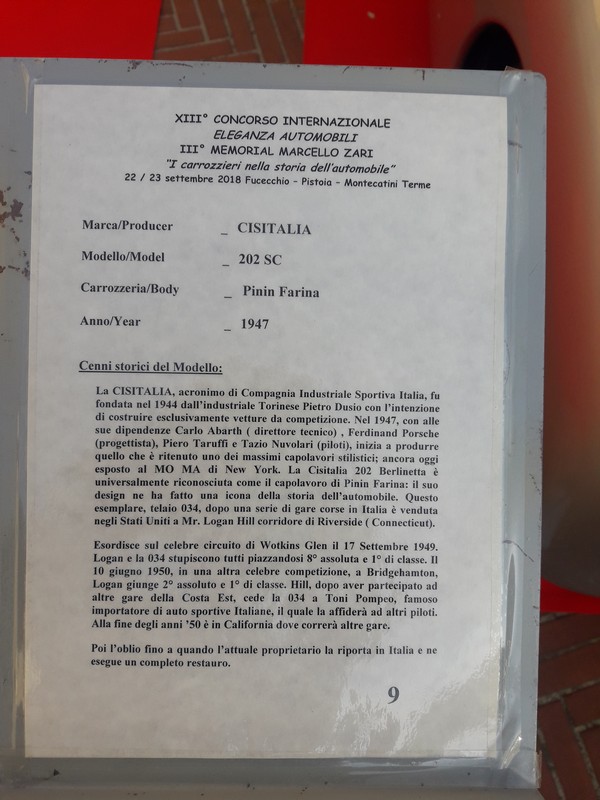 XIII° CONCORSO INTERNAZIONALE
ELEGANZA AUTOMOBILI
III° MEMORIAL MARCELLO ZARI
"I carrozzieri nella storia dell'automobile"
22 / 23 settembre 2018 Fucecchio - Pistoia - Montecatini Terme
Marca/Producer _ CISITALIA
Modello/Model _ 202 SC
Carrozzeria/Body _ Pinin Farina
Anno/Year _ 1947
Cenni storici del Modello:
La CISITALIA, acronimo di Compagnia Industriale Sportiva Italia, fu
fondata nel 1944 dall'industriale Torinese Pietro Dusio con l'intenzione
di costruire esclusivamente vetture da competizione. Nel 1947, con alle
sue dipendenze Carlo Abarth ( direttore tecnico) , Ferdinand Porsche
(progettista), Piero Taruffi e Tazio Nuvolari (piloti), inizia a produrre
quello che è ritenuto uno dei massimi capolavori stilistici; ancora oggi
esposto al MO MA di New York. La Cisitalia 202 Berlinetta è
universalmente riconosciuta come il capolavoro di Pinin Farina: il suo
design ne ha fatto una icona della storia dell'automobile. Questo
esemplare, telaio 034, dopo una serie di gare corse in Italia è venduta
negli Stati Uniti a Mr. Logan Hill corridore di Riverside ( Connecticut).
Esordisce sul celebre circuito di Wotkins Glen il 17 Settembre 1949.
Logan e la 034 stupiscono tutti piazzandosi 8° assoluta e 1° di classe. Il
10 giugno 1950, in una altra celebre competizione, a Bridgehamton,
Logan giunge 2° assoluto e 1° di classe. Hill, dopo aver partecipato ad
altre gare della Costa Est, cede la 034 a Toni Pompeo, famoso
importatore di auto sportive Italiane, il quale la affiderà ad altri piloti.
Alla fine degli anni '50 è in California dove correrà altre gare.
Poi l'oblio fino a quando l'attuale proprietario la riporta in Italia e ne
esegue un completo restauro.
9